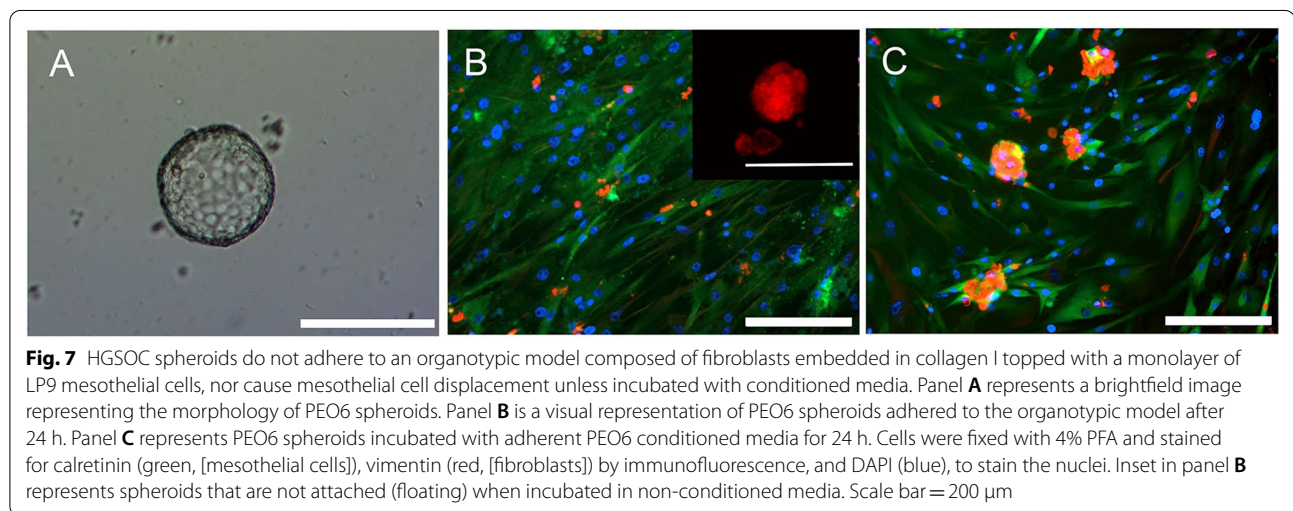 A
B
C
Fig. 7 HGSOC spheroids do not adhere to an organotypic model composed of fibroblasts embedded in collagen I topped with a monolayer of
LP9 mesothelial cells, nor cause mesothelial cell displacement unless incubated with conditioned media. Panel A represents a brightfield image
representing the morphology of PEO6 spheroids. Panel B is a visual representation of PEO6 spheroids adhered to the organotypic model after
24 h. Panel C represents PEO6 spheroids incubated with adherent PEO6 conditioned media for 24 h. Cells were fixed with 4% PFA and stained
for calretinin (green, [mesothelial cells]), vimentin (red, [fibroblasts]) by immunofluorescence, and DAPI (blue), to stain the nuclei. Inset in panel B
represents spheroids that are not attached (floating) when incubated in non-conditioned media. Scale bar = 200 μm